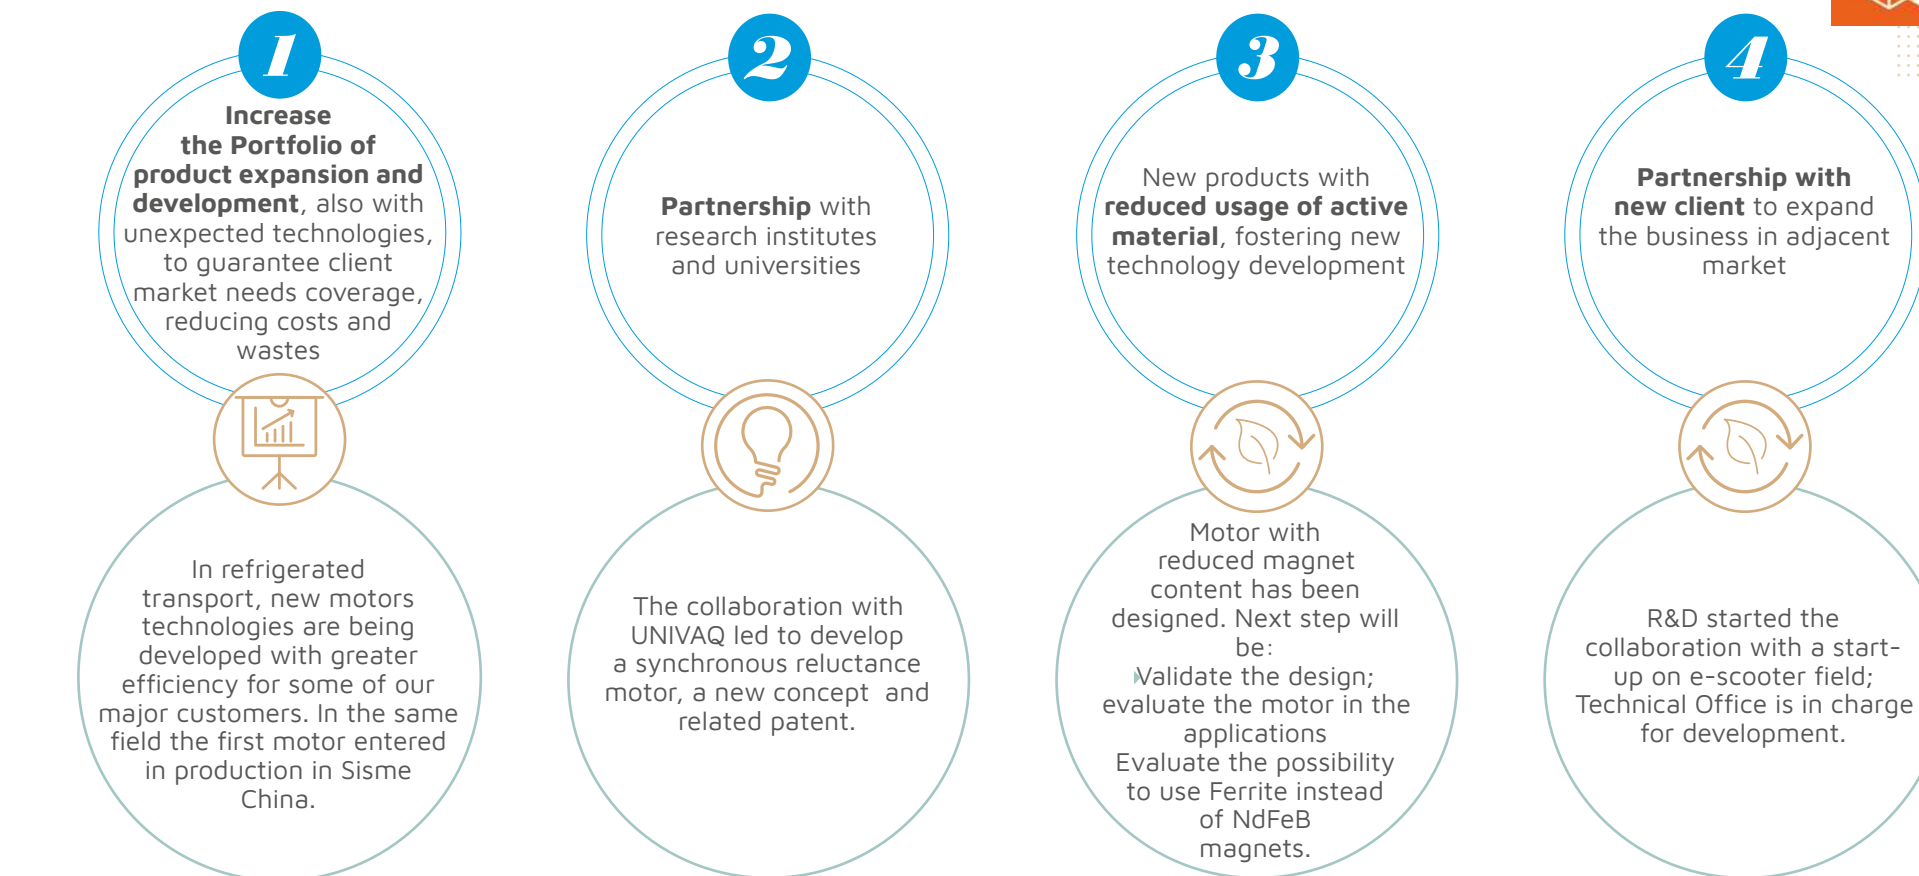 1
Increase
the Portfolio of
product expansion and
development, also with
unexpected technologies,
to guarantee client
market needs coverage,
reducing costs and
wastes
In refrigerated
transport, new motors
technologies are being
developed with greater
efficiency for some of our
major customers. In the same
field the first motor entered
in production in Sisme
China.
2
Partnership with
research institutes
and universities
The collaboration with
UNIVAQ led to develop
a synchronous reluctance
motor, a new concept and
related patent.
3
New products with
reduced usage of active
material, fostering new
technology development
Motor with
reduced magnet
content has been
designed. Next step will
be:
Validate the design;
evaluate the motor in the
applications
Evaluate the possibility
to use Ferrite instead
of NdFeB
magnets.
4
Partnership with
new client to expand
the business in adjacent
market
R&D started the
collaboration with a start-
up on e-scooter field;
Technical Office is in charge
for development.